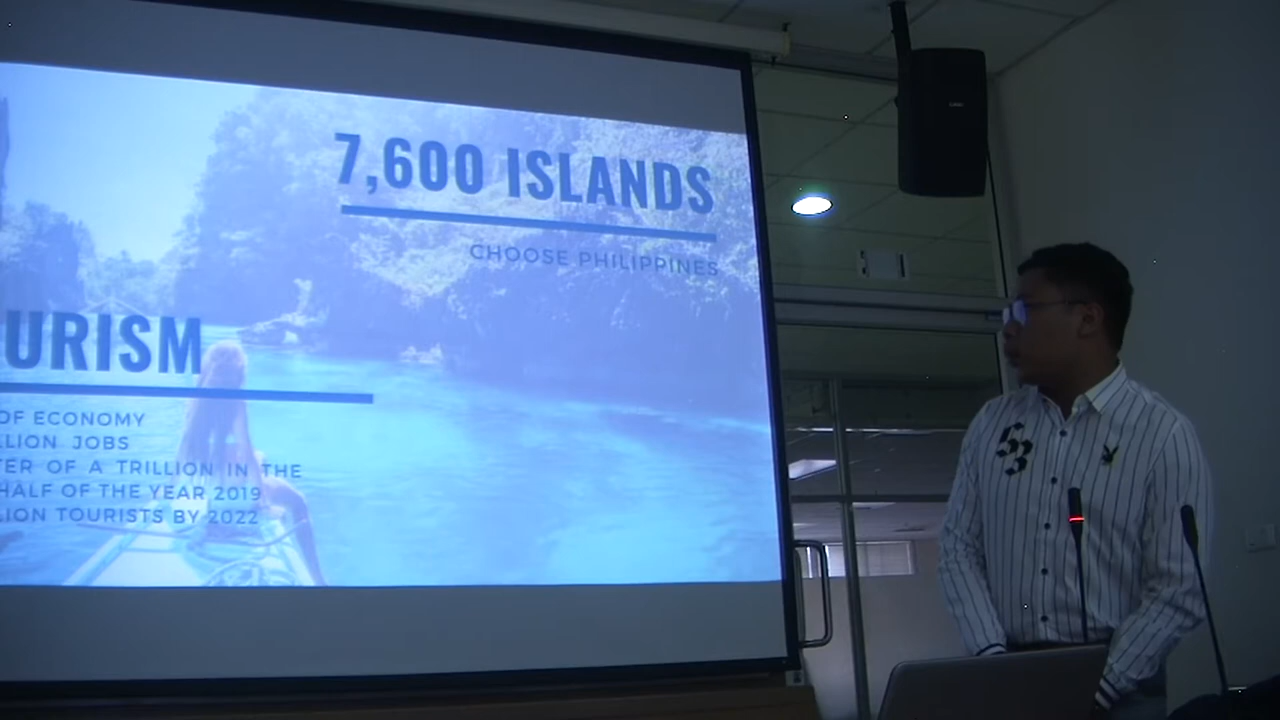 7,600 ISLANDS
CHOOSE PHILIPPINES
URISM
OF ECONOMY
LLION JOBS
TER OF A TRILLION IN THE
HALF OF THE YEAR 2019
LION TOURISTS BY 2022
53